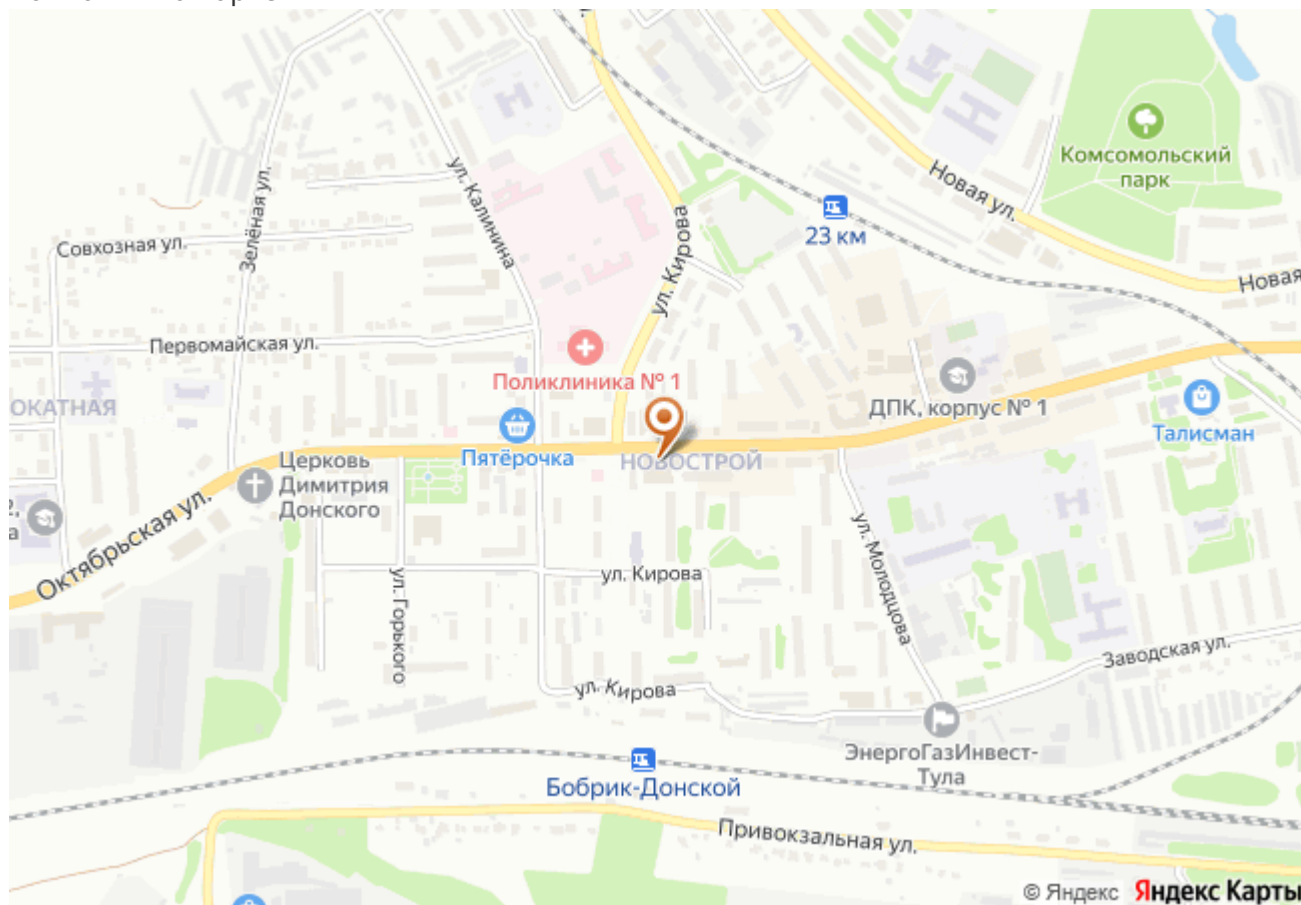 Комсомольский
парк
Новая ул.
23 км
ул. Калинина
ул. Кирова
Зелёная ул.
Совхозная ул.
Новая
Первомайская ул.
Поликлиника № 1
ДПК, корпус № 1
ОКАТНАЯ
Талисман
Пятёрочка
НОВОСТРОЙ
Церковь
Димитрия
Донского
Октябрьская ул.
ул. Горького
ул. Кирова
ул. Молодцова
Заводская ул.
ул. Кирова
ЭнергоГазИнвест-
Тула
Бобрик-Донской
Привокзальная ул.
© Яндекс Яндекс Карты